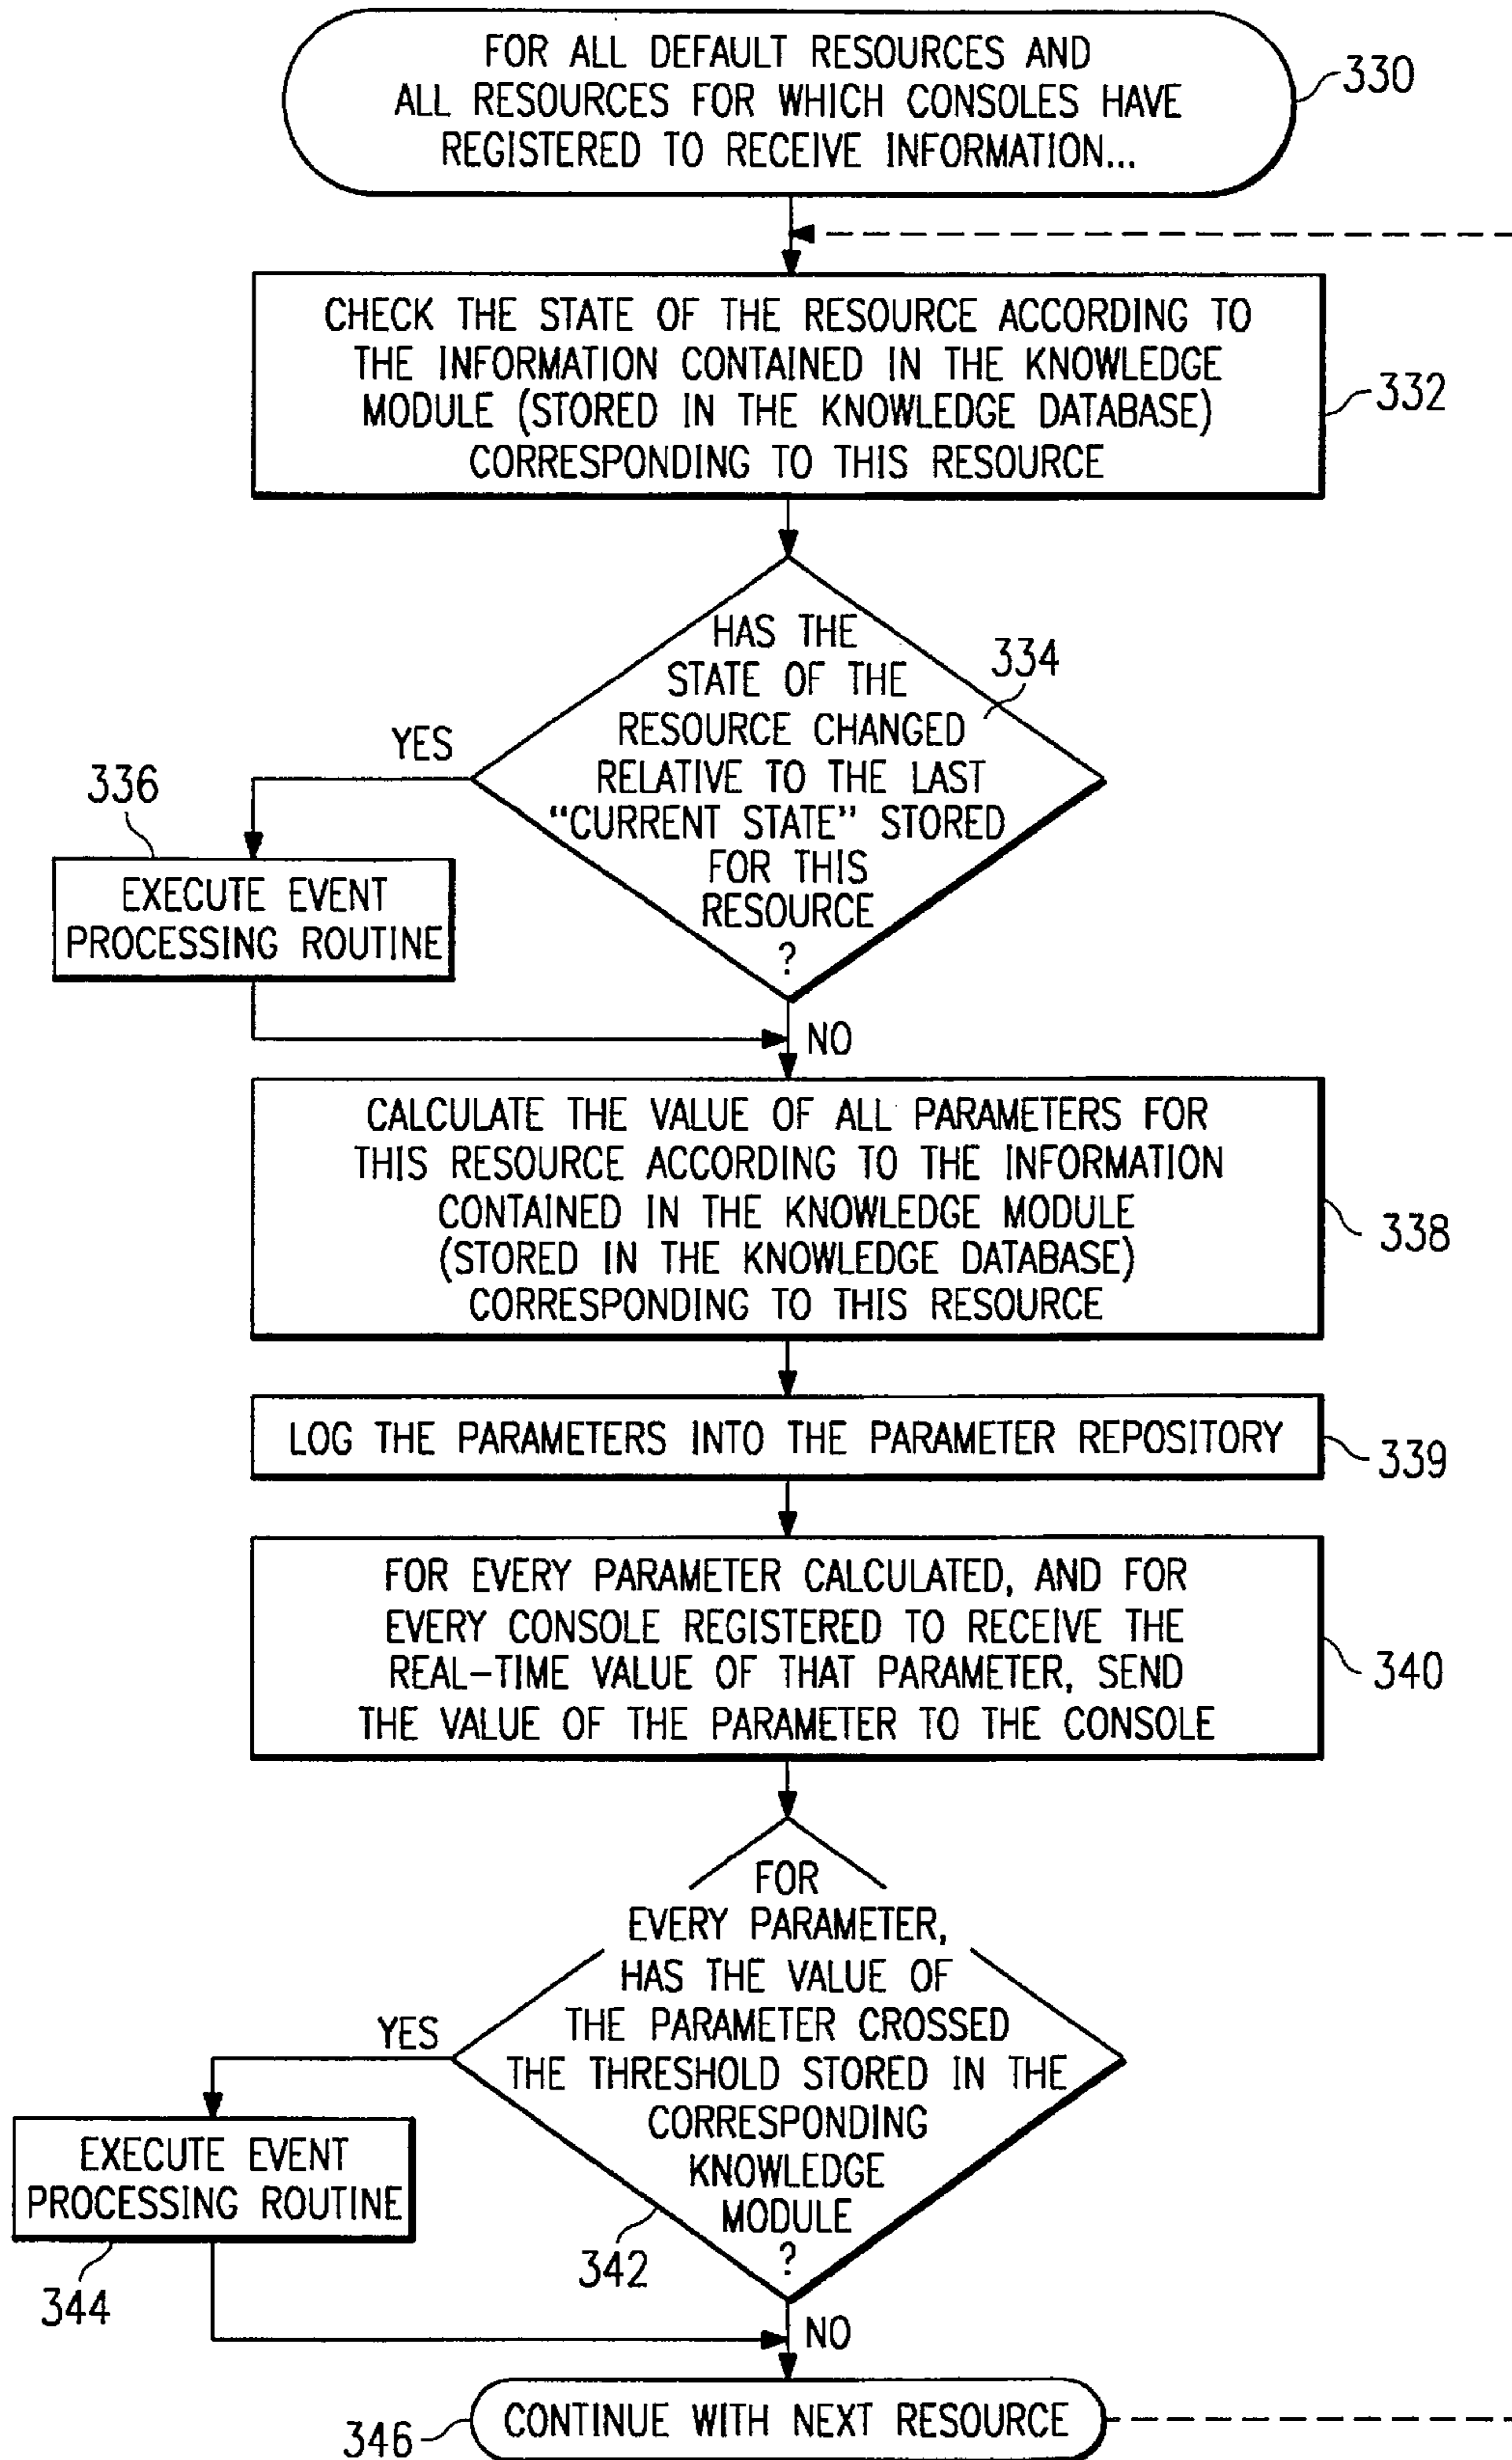 FOR ALL DEFAULT RESOURCES AND
ALL RESOURCES FOR WHICH CONSOLES HAVE
REGISTERED TO RECEIVE INFORMATION...
330
CHECK THE STATE OF THE RESOURCE ACCORDING TO
THE INFORMATION CONTAINED IN THE KNOWLEDGE
MODULE (STORED IN THE KNOWLEDGE DATABASE)
CORRESPONDING TO THIS RESOURCE
332
HAS THE
STATE OF THE
RESOURCE CHANGED
RELATIVE TO THE LAST
"CURRENT STATE" STORED
FOR THIS
RESOURCE
?
334
YES
336
EXECUTE EVENT
PROCESSING ROUTINE
NO
CALCULATE THE VALUE OF ALL PARAMETERS FOR
THIS RESOURCE ACCORDING TO THE INFORMATION
CONTAINED IN THE KNOWLEDGE MODULE
(STORED IN THE KNOWLEDGE DATABASE)
CORRESPONDING TO THIS RESOURCE
338
LOG THE PARAMETERS INTO THE PARAMETER REPOSITORY
339
FOR EVERY PARAMETER CALCULATED, AND FOR
EVERY CONSOLE REGISTERED TO RECEIVE THE
REAL-TIME VALUE OF THAT PARAMETER, SEND
THE VALUE OF THE PARAMETER TO THE CONSOLE
340
FOR
EVERY PARAMETER,
HAS THE VALUE OF
THE PARAMETER CROSSED
THE THRESHOLD STORED IN THE
CORRESPONDING
KNOWLEDGE
MODULE
?
342
YES
EXECUTE EVENT
PROCESSING ROUTINE
344
NO
CONTINUE WITH NEXT RESOURCE
346